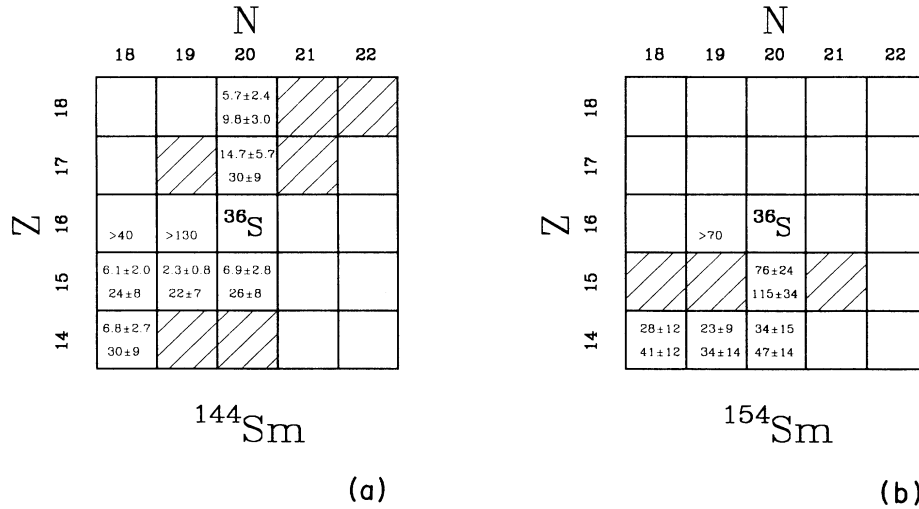 N
18 19 20 21 22
18
5.7±2.4
9.8±3.0
17
14.7±5.7
30±9
Z
16
>40 >130 ³⁶S
15
6.1±2.0 2.3±0.8 6.9±2.8
24±8 22±7 26±8
14
6.8±2.7
30±9
¹⁴⁴Sm
(a)
N
18 19 20 21 22
18
17
Z
16
>70 ³⁶S
15
76±24
115±34
14
28±12 23±9 34±15
41±12 34±14 47±14
¹⁵⁴Sm
(b)